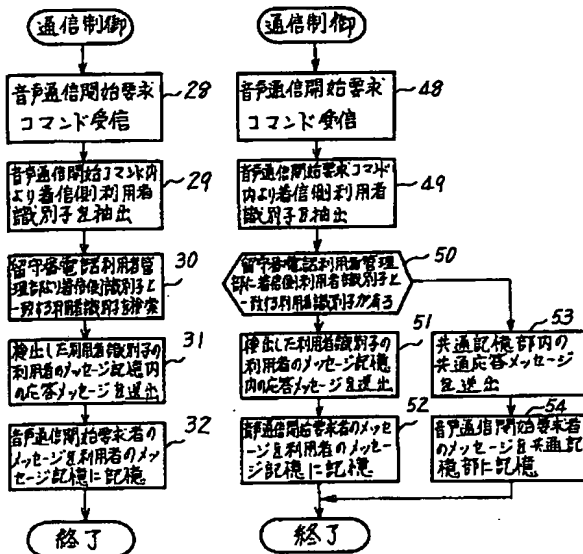 通信制御
音声通信開始要求
コマンド受信
28
音声通信開始コマンド内
より着信側利用者
識別子を抽出
29
留守番電話利用者管
理部より着信側識別子と
一致する利用者識別子を検索
30
検出した利用者識別子の
利用者のメッセージ記憶内
の応答メッセージを送出
31
音声通信開始要求者の
メッセージを利用者のメッ
セージ記憶に記憶
32
終了
通信制御
音声通信開始要求
コマンド受信
48
音声通信開始要求コマンド
内より着信側利用者
識別子を抽出
49
留守番電話利用者管理
部に着信側利用者識別子と
一致する利用者識別子が有る
50
検出した利用者識別子の
利用者のメッセージ記憶
内の応答メッセージを送出
51
音声通信開始要求者のメッセ
ージを利用者のメッセー
ジ記憶に記憶
52
共通記憶部内の
共通応答メッセージ
を送出
53
音声通信開始要求者
のメッセージを共通記
憶部に記憶
54
終了